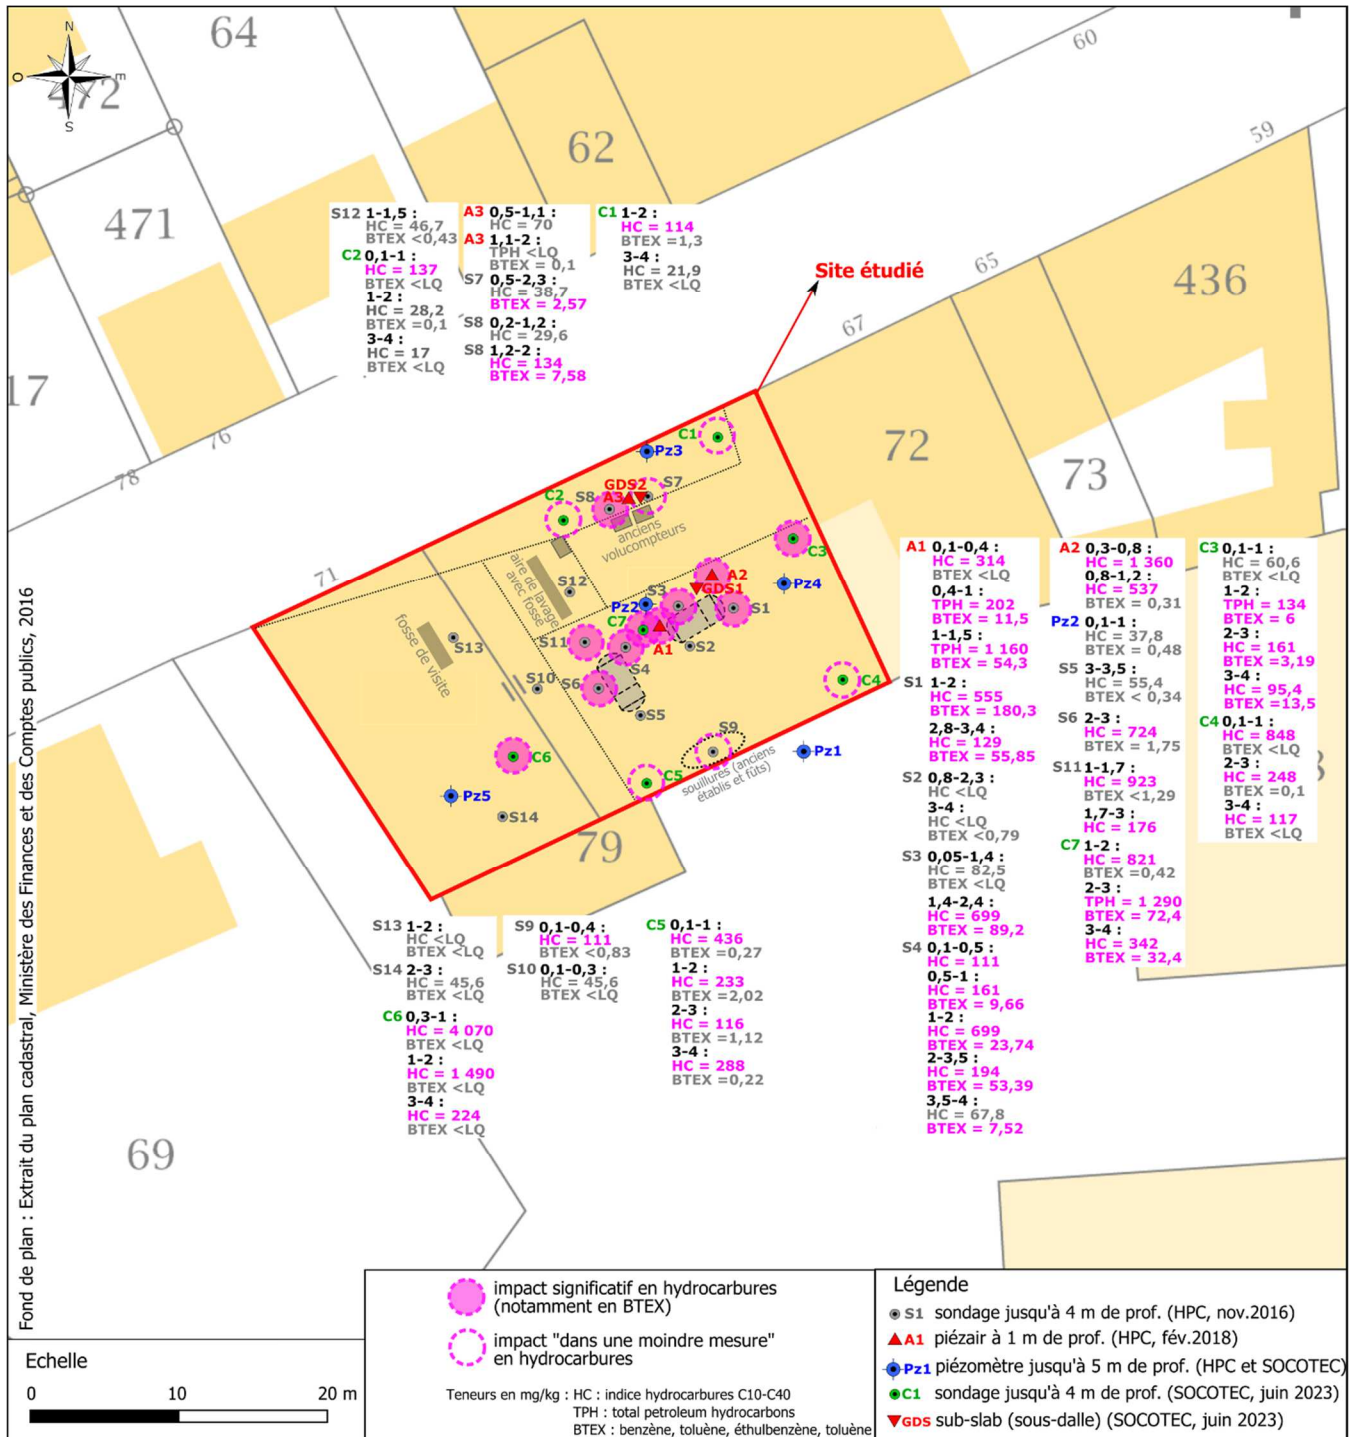 N
O
E
S
64
472
471
62
60
59
17
76
78
65
67
436
72
73
71
79
69
Site étudié
S12 1-1,5 :
HC = 46,7
BTEX <0,43
C2 0,1-1 :
HC = 137
BTEX <LQ
1-2 :
HC = 28,2
BTEX =0,1
3-4 :
HC = 17
BTEX <LQ
A3 0,5-1,1 :
HC = 70
A3 1,1-2 :
TPH <LQ
BTEX = 0,1
S7 0,5-2,3 :
HC = 38,7
BTEX = 2,57
S8 0,2-1,2 :
HC = 29,6
S8 1,2-2 :
HC = 134
BTEX = 7,58
C1 1-2 :
HC = 114
BTEX =1,3
3-4 :
HC = 21,9
BTEX <LQ
C1
Pz3
GDS2
S7
S8
A3
C2
anciens
volucompteurs
C3
aire de lavage
avec fosse
S12
A2
GDS1
Pz4
S3
Pz2
S1
C7
fosse de visite
S13
S11
A1
S2
S4
S10
S6
C4
S5
S9
Pz1
souillures (anciens
établis et fûts)
C6
C5
Pz5
S14
A1 0,1-0,4 :
HC = 314
BTEX <LQ
0,4-1 :
TPH = 202
BTEX = 11,5
1-1,5 :
TPH = 1 160
BTEX = 54,3
S1 1-2 :
HC = 555
BTEX = 180,3
2,8-3,4 :
HC = 129
BTEX = 55,85
S2 0,8-2,3 :
HC <LQ
3-4 :
HC <LQ
BTEX <0,79
S3 0,05-1,4 :
HC = 82,5
BTEX <LQ
1,4-2,4 :
HC = 699
BTEX = 89,2
S4 0,1-0,5 :
HC = 111
0,5-1 :
HC = 161
BTEX = 9,66
1-2 :
HC = 699
BTEX = 23,74
2-3,5 :
HC = 194
BTEX = 53,39
3,5-4 :
HC = 67,8
BTEX = 7,52
A2 0,3-0,8 :
HC = 1 360
0,8-1,2 :
HC = 537
BTEX = 0,31
Pz2 0,1-1 :
HC = 37,8
BTEX = 0,48
S5 3-3,5 :
HC = 55,4
BTEX < 0,34
S6 2-3 :
HC = 724
BTEX = 1,75
S11 1-1,7 :
HC = 923
BTEX <1,29
1,7-3 :
HC = 176
C7 1-2 :
HC = 821
BTEX =0,42
2-3 :
TPH = 1 290
BTEX = 72,4
3-4 :
HC = 342
BTEX = 32,4
C3 0,1-1 :
HC = 60,6
BTEX <LQ
1-2 :
TPH = 134
BTEX = 6
2-3 :
HC = 161
BTEX =3,19
3-4 :
HC = 95,4
BTEX =13,5
C4 0,1-1 :
HC = 848
BTEX <LQ
2-3 :
HC = 248
BTEX =0,1
3-4 :
HC = 117
BTEX <LQ
S13 1-2 :
HC <LQ
BTEX <LQ
S14 2-3 :
HC = 45,6
BTEX <LQ
C6 0,3-1 :
HC = 4 070
BTEX <LQ
1-2 :
HC = 1 490
BTEX <LQ
3-4 :
HC = 224
BTEX <LQ
S9 0,1-0,4 :
HC = 111
BTEX <0,83
S10 0,1-0,3 :
HC = 45,6
BTEX <LQ
C5 0,1-1 :
HC = 436
BTEX =0,27
1-2 :
HC = 233
BTEX =2,02
2-3 :
HC = 116
BTEX =1,12
3-4 :
HC = 288
BTEX =0,22
Fond de plan : Extrait du plan cadastral, Ministère des Finances et des Comptes publics, 2016
Echelle
0 10 20 m
impact significatif en hydrocarbures
(notamment en BTEX)
impact "dans une moindre mesure"
en hydrocarbures
Teneurs en mg/kg : HC : indice hydrocarbures C10-C40
TPH : total petroleum hydrocarbons
BTEX : benzène, toluène, éthulbenzène, toluène
Légende
S1 sondage jusqu'à 4 m de prof. (HPC, nov.2016)
A1 piézair à 1 m de prof. (HPC, fév.2018)
Pz1 piézomètre jusqu'à 5 m de prof. (HPC et SOCOTEC)
C1 sondage jusqu'à 4 m de prof. (SOCOTEC, juin 2023)
GDS sub-slab (sous-dalle) (SOCOTEC, juin 2023)